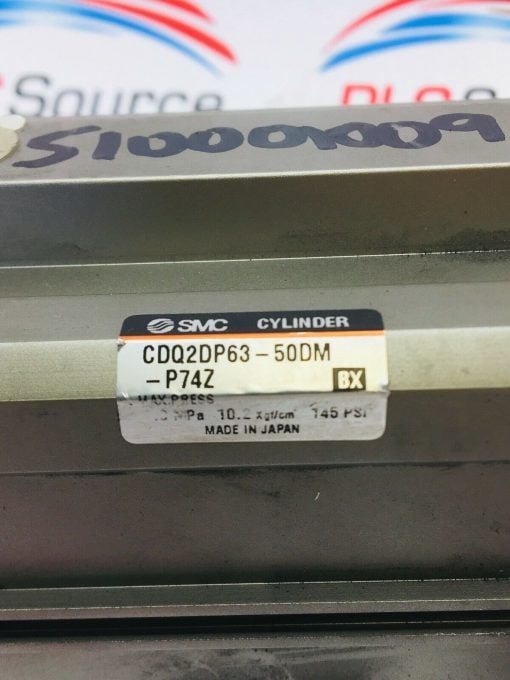 Source
S1000X009
SMC CYLINDER
CDQ2DP63-50DM
-P74Z BX
MAX.PRESS
MPa 10.2 Kgf/cm² 145 PSI
MADE IN JAPAN